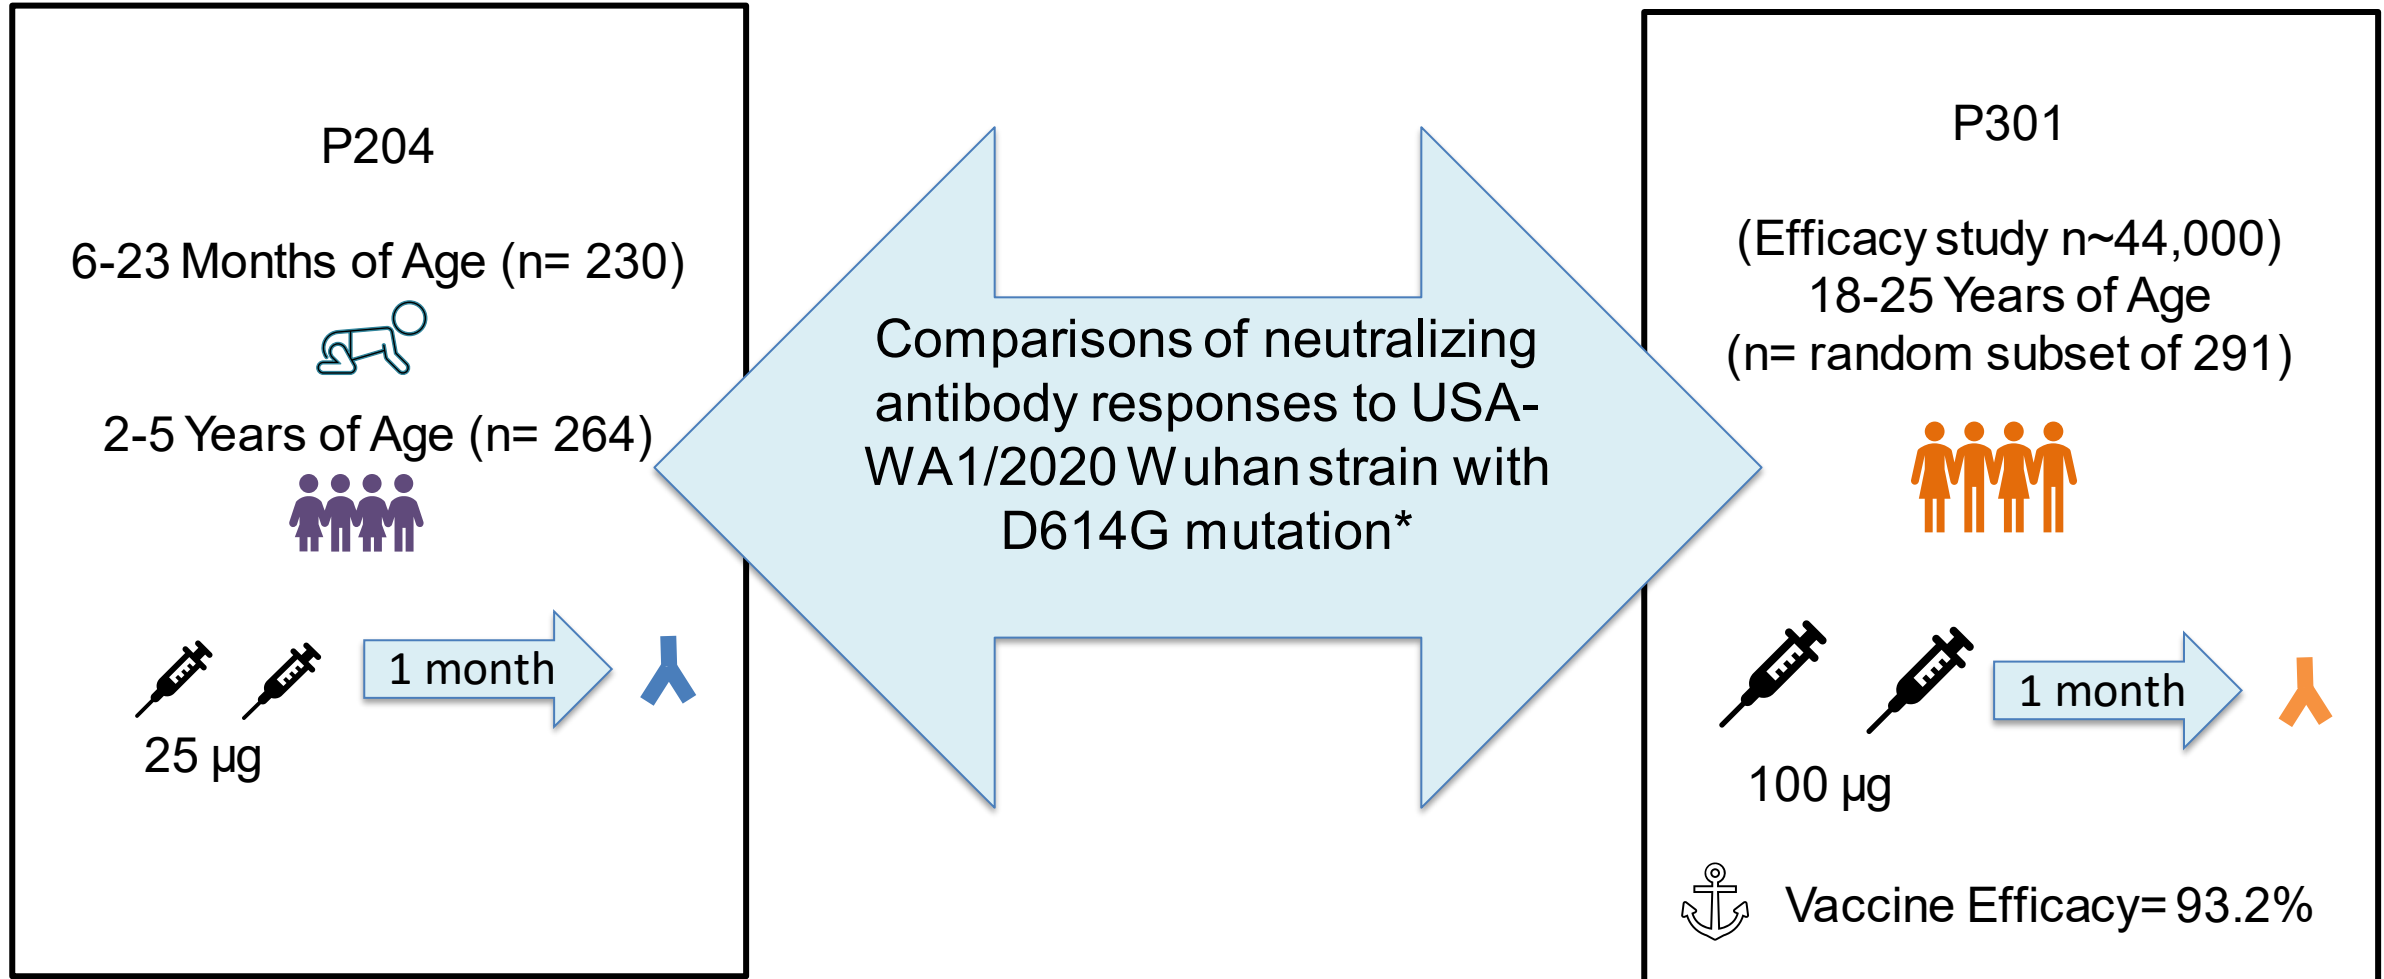 P204
6-23 Months of Age (n= 230)
2-5 Years of Age (n= 264)
1 month
25 µg
Comparisons of neutralizing
antibody responses to USA-
WA1/2020 Wuhan strain with
D614G mutation*
P301
(Efficacy study n~44,000)
18-25 Years of Age
(n= random subset of 291)
1 month
100 µg
Vaccine Efficacy= 93.2%